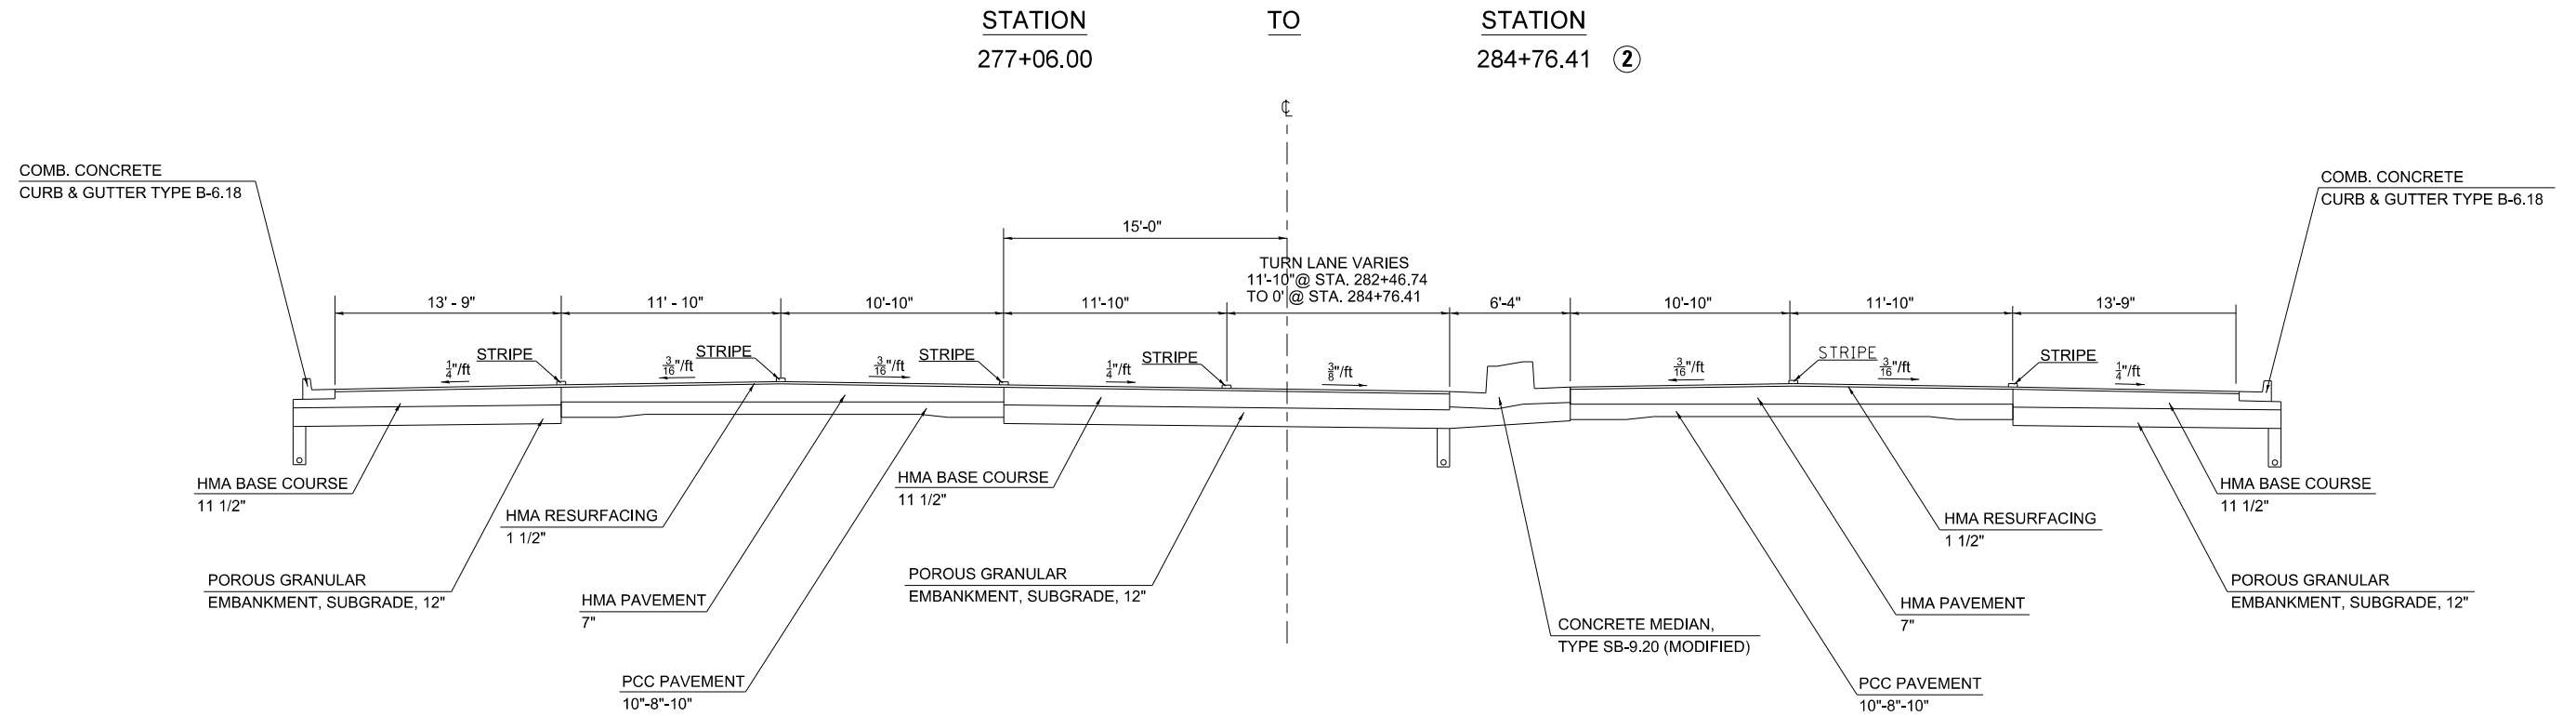 STATION TO STATION
277+06.00 284+76.41 2
℄
COMB. CONCRETE
CURB & GUTTER TYPE B-6.18
COMB. CONCRETE
CURB & GUTTER TYPE B-6.18
15'-0"
TURN LANE VARIES
11'-10"@ STA. 282+46.74
TO 0' @ STA. 284+76.41
13' - 9" 11' - 10" 10'-10" 11'-10" 6'-4" 10'-10" 11'-10" 13'-9"
STRIPE STRIPE STRIPE STRIPE STRIPE STRIPE
1/4"/ft 3/16"/ft 3/16"/ft 1/4"/ft 3/8"/ft 3/16"/ft 3/16"/ft 1/4"/ft
HMA BASE COURSE
11 1/2"
HMA RESURFACING
1 1/2"
POROUS GRANULAR
EMBANKMENT, SUBGRADE, 12"
HMA PAVEMENT
7"
PCC PAVEMENT
10"-8"-10"
HMA BASE COURSE
11 1/2"
POROUS GRANULAR
EMBANKMENT, SUBGRADE, 12"
CONCRETE MEDIAN,
TYPE SB-9.20 (MODIFIED)
HMA BASE COURSE
11 1/2"
HMA RESURFACING
1 1/2"
POROUS GRANULAR
EMBANKMENT, SUBGRADE, 12"
HMA PAVEMENT
7"
PCC PAVEMENT
10"-8"-10"